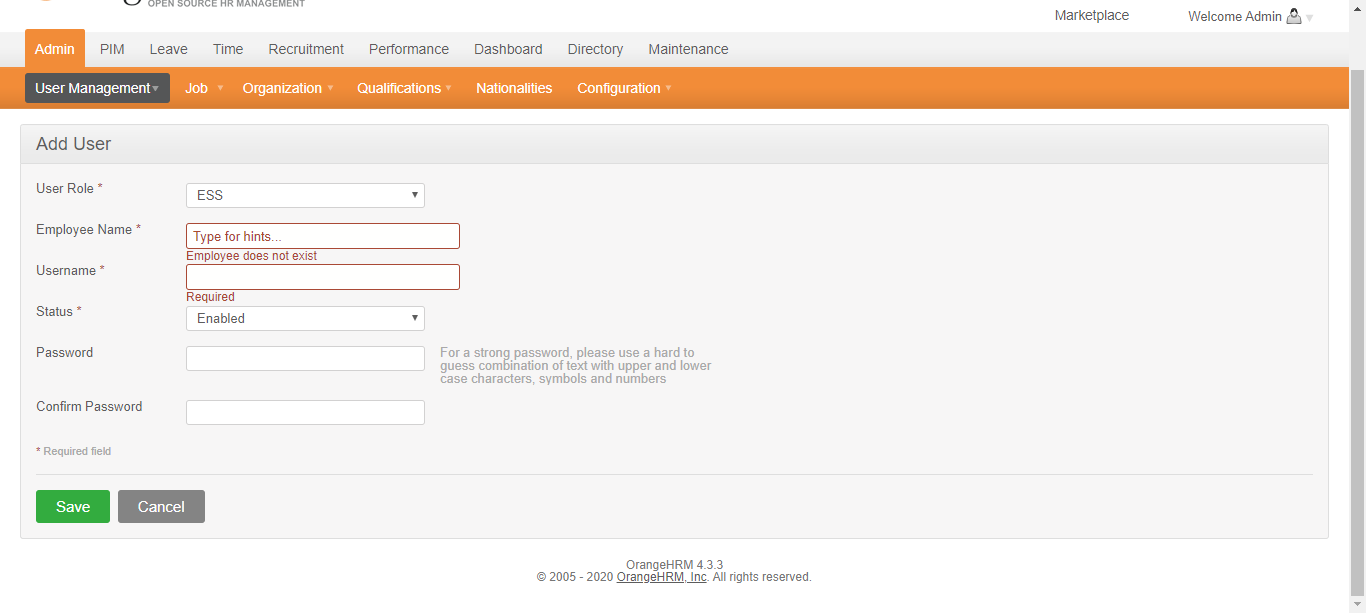 OPEN SOURCE HR MANAGEMENT
Marketplace Welcome Admin
Admin PIM Leave Time Recruitment Performance Dashboard Directory Maintenance
User Management Job Organization Qualifications Nationalities Configuration
Add User
User Role * ESS
Employee Name * Type for hints...
Employee does not exist
Username *
Required
Status * Enabled
Password
For a strong password, please use a hard to
guess combination of text with upper and lower
case characters, symbols and numbers
Confirm Password
* Required field
Save Cancel
OrangeHRM 4.3.3
© 2005 - 2020 OrangeHRM, Inc. All rights reserved.